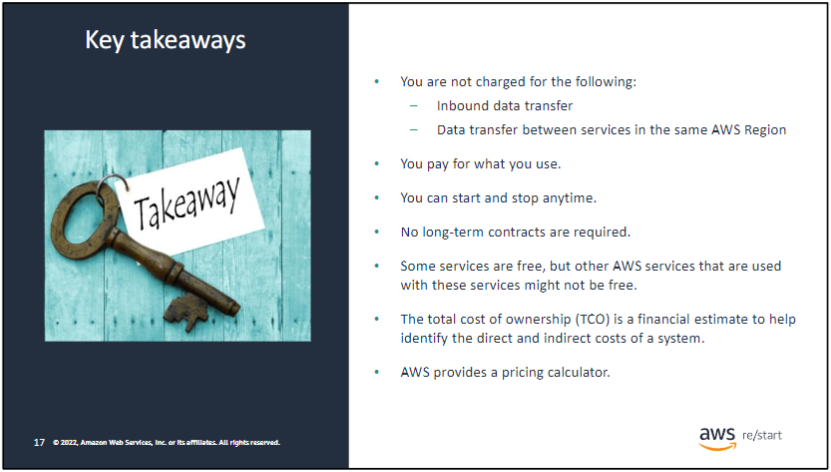 Key takeaways
Takeaway
• You are not charged for the following:
– Inbound data transfer
– Data transfer between services in the same AWS Region
• You pay for what you use.
• You can start and stop anytime.
• No long-term contracts are required.
• Some services are free, but other AWS services that are used
with these services might not be free.
• The total cost of ownership (TCO) is a financial estimate to help
identify the direct and indirect costs of a system.
• AWS provides a pricing calculator.
17 © 2022, Amazon Web Services, Inc. or its affiliates. All rights reserved.
aws re/start